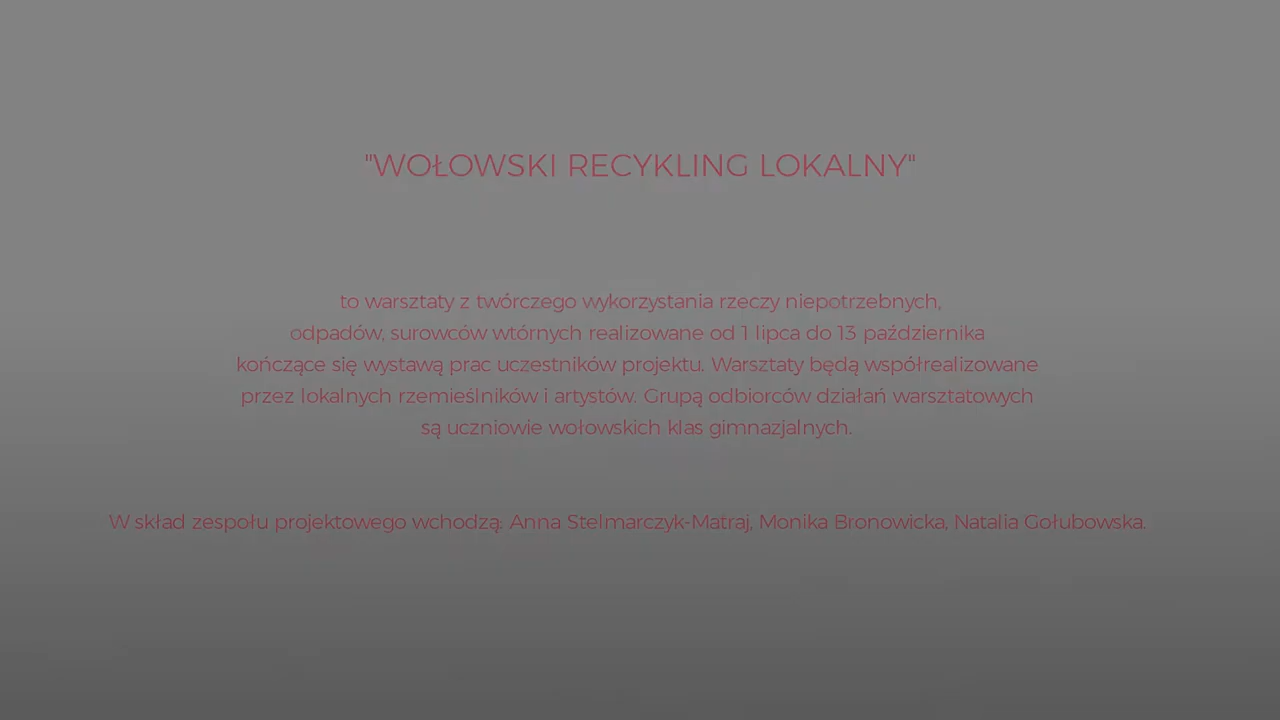 "WOŁOWSKI RECYKLING LOKALNY"
to warsztaty z twórczego wykorzystania rzeczy niepotrzebnych,
odpadów, surowców wtórnych realizowane od 1 lipca do 13 października
kończące się wystawą prac uczestników projektu. Warsztaty będą współrealizowane
przez lokalnych rzemieślników i artystów. Grupą odbiorców działań warsztatowych
są uczniowie wołowskich klas gimnazjalnych.
W skład zespołu projektowego wchodzą: Anna Stelmarczyk-Matraj, Monika Bronowicka, Natalia Gołubowska.